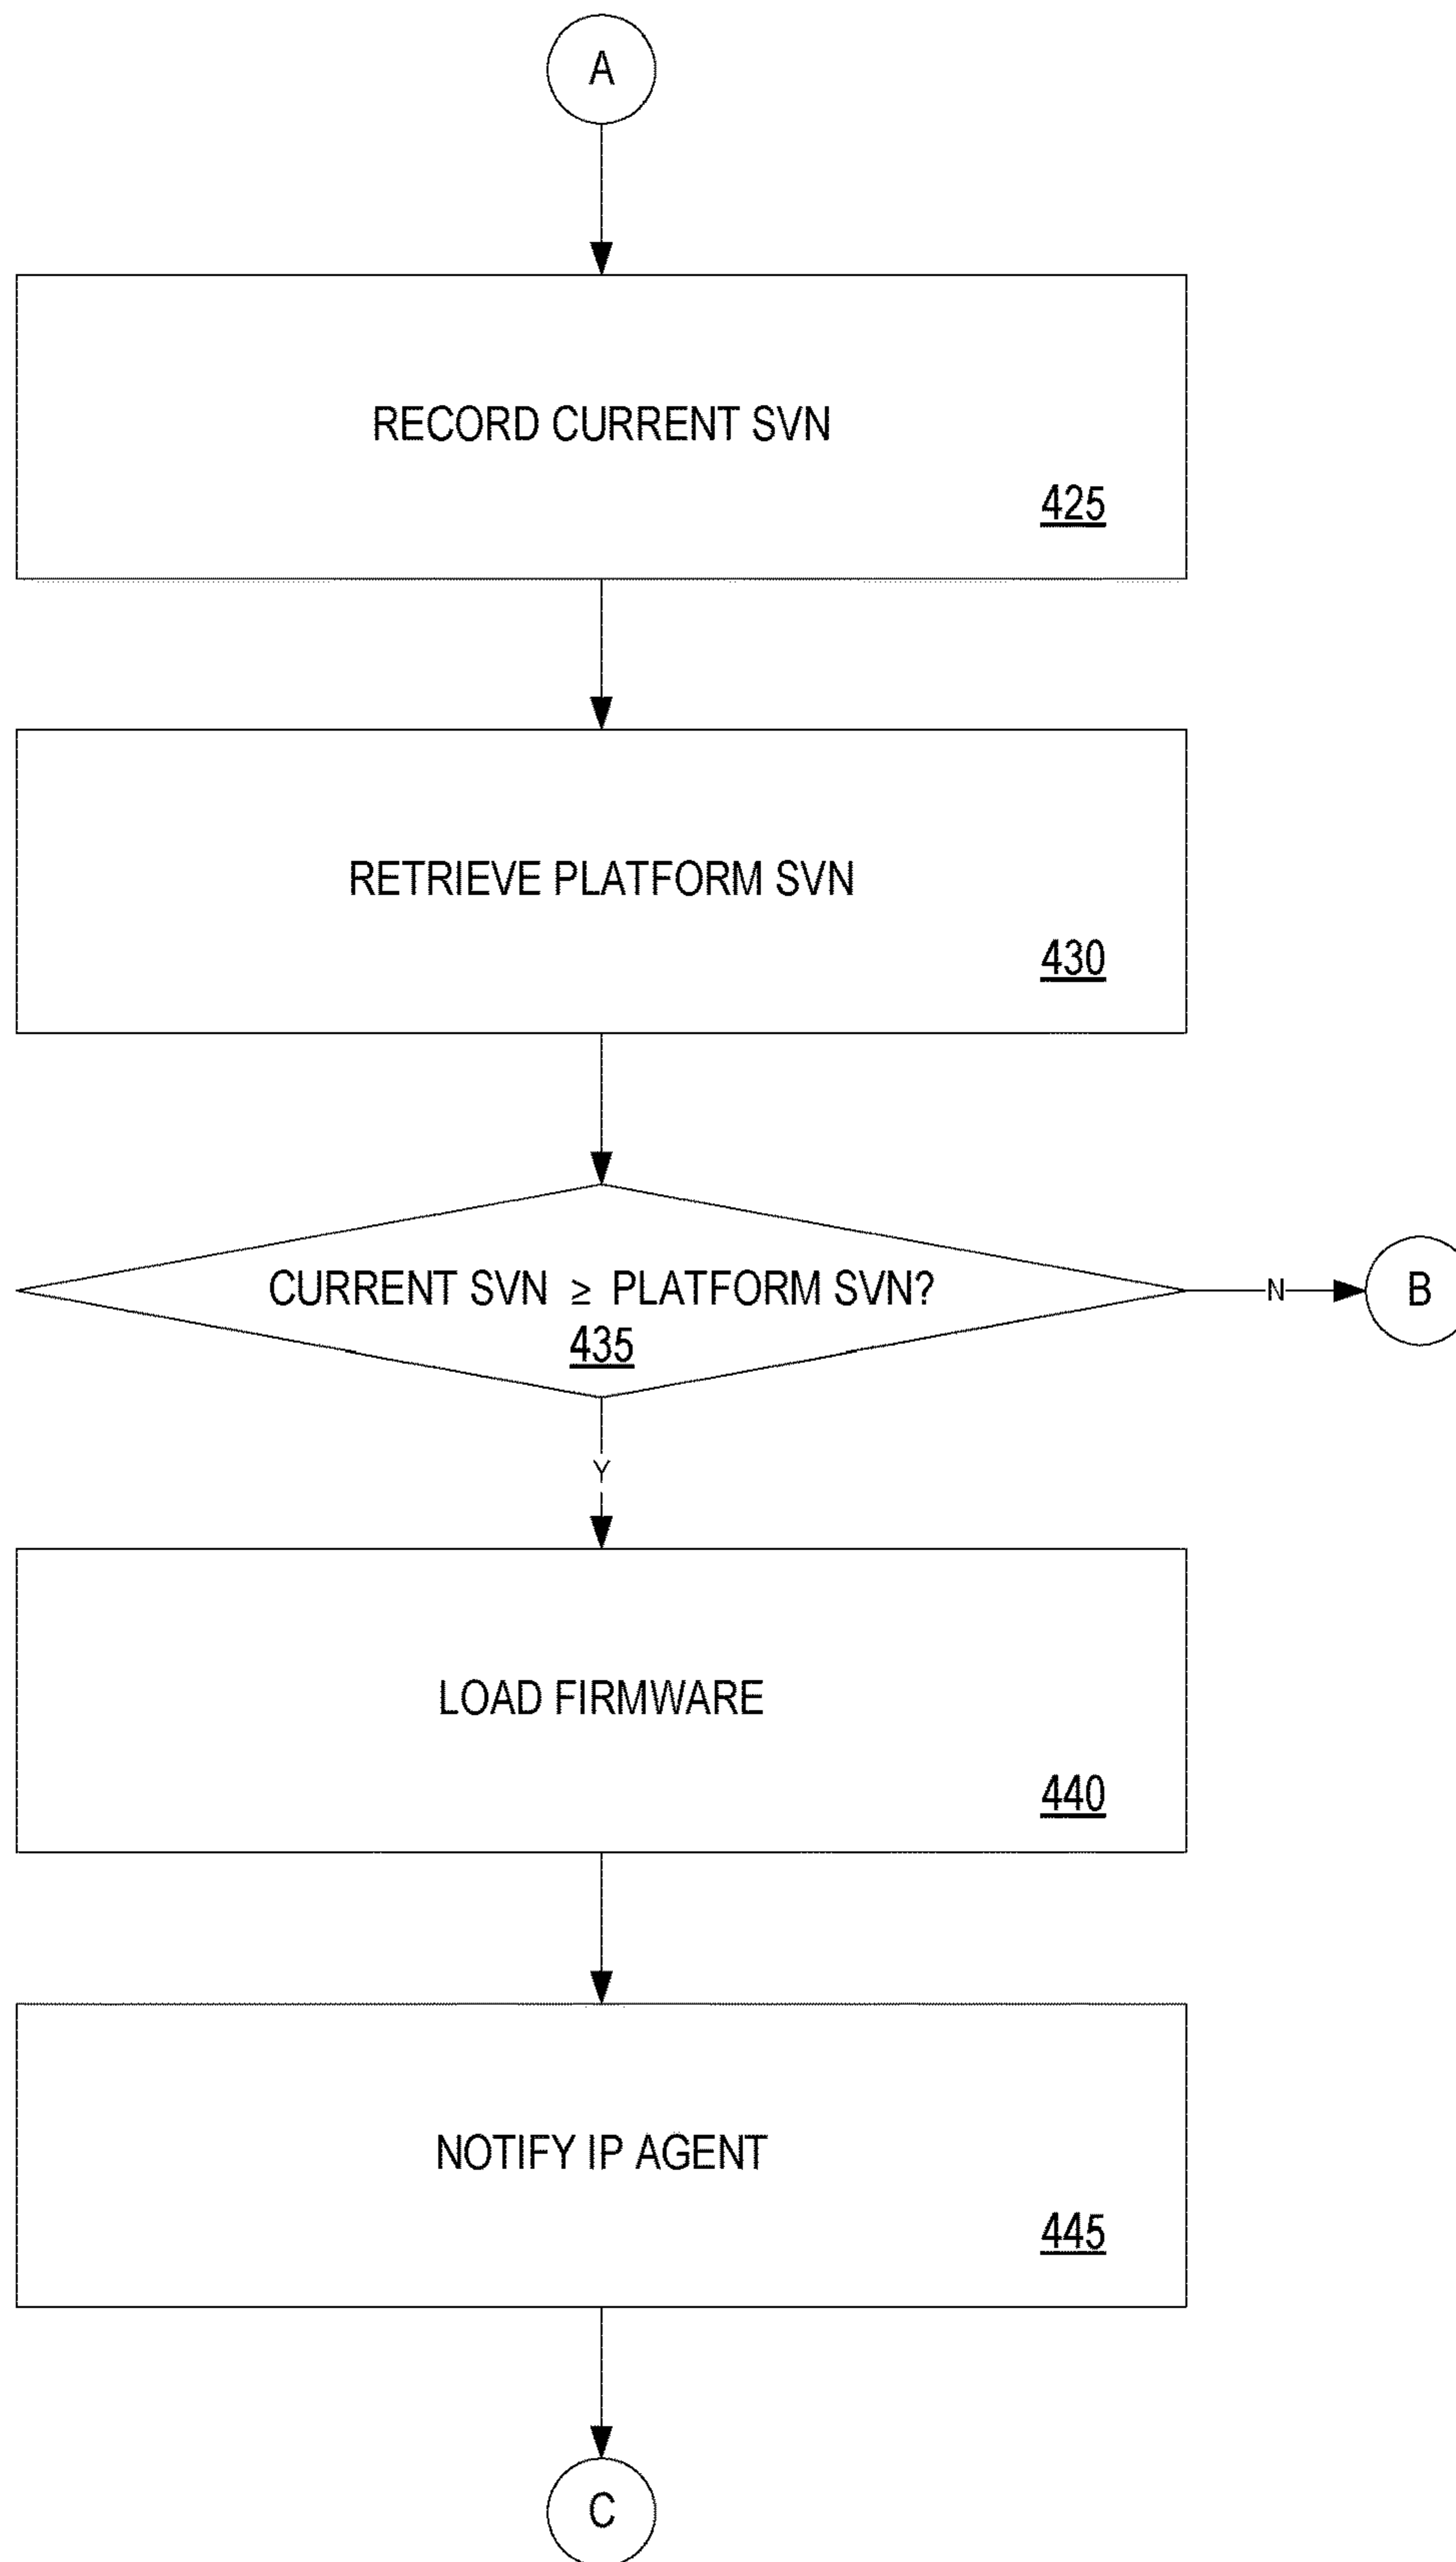 A
RECORD CURRENT SVN
425
RETRIEVE PLATFORM SVN
430
CURRENT SVN ≥ PLATFORM SVN?
435
N
B
Y
LOAD FIRMWARE
440
NOTIFY IP AGENT
445
C